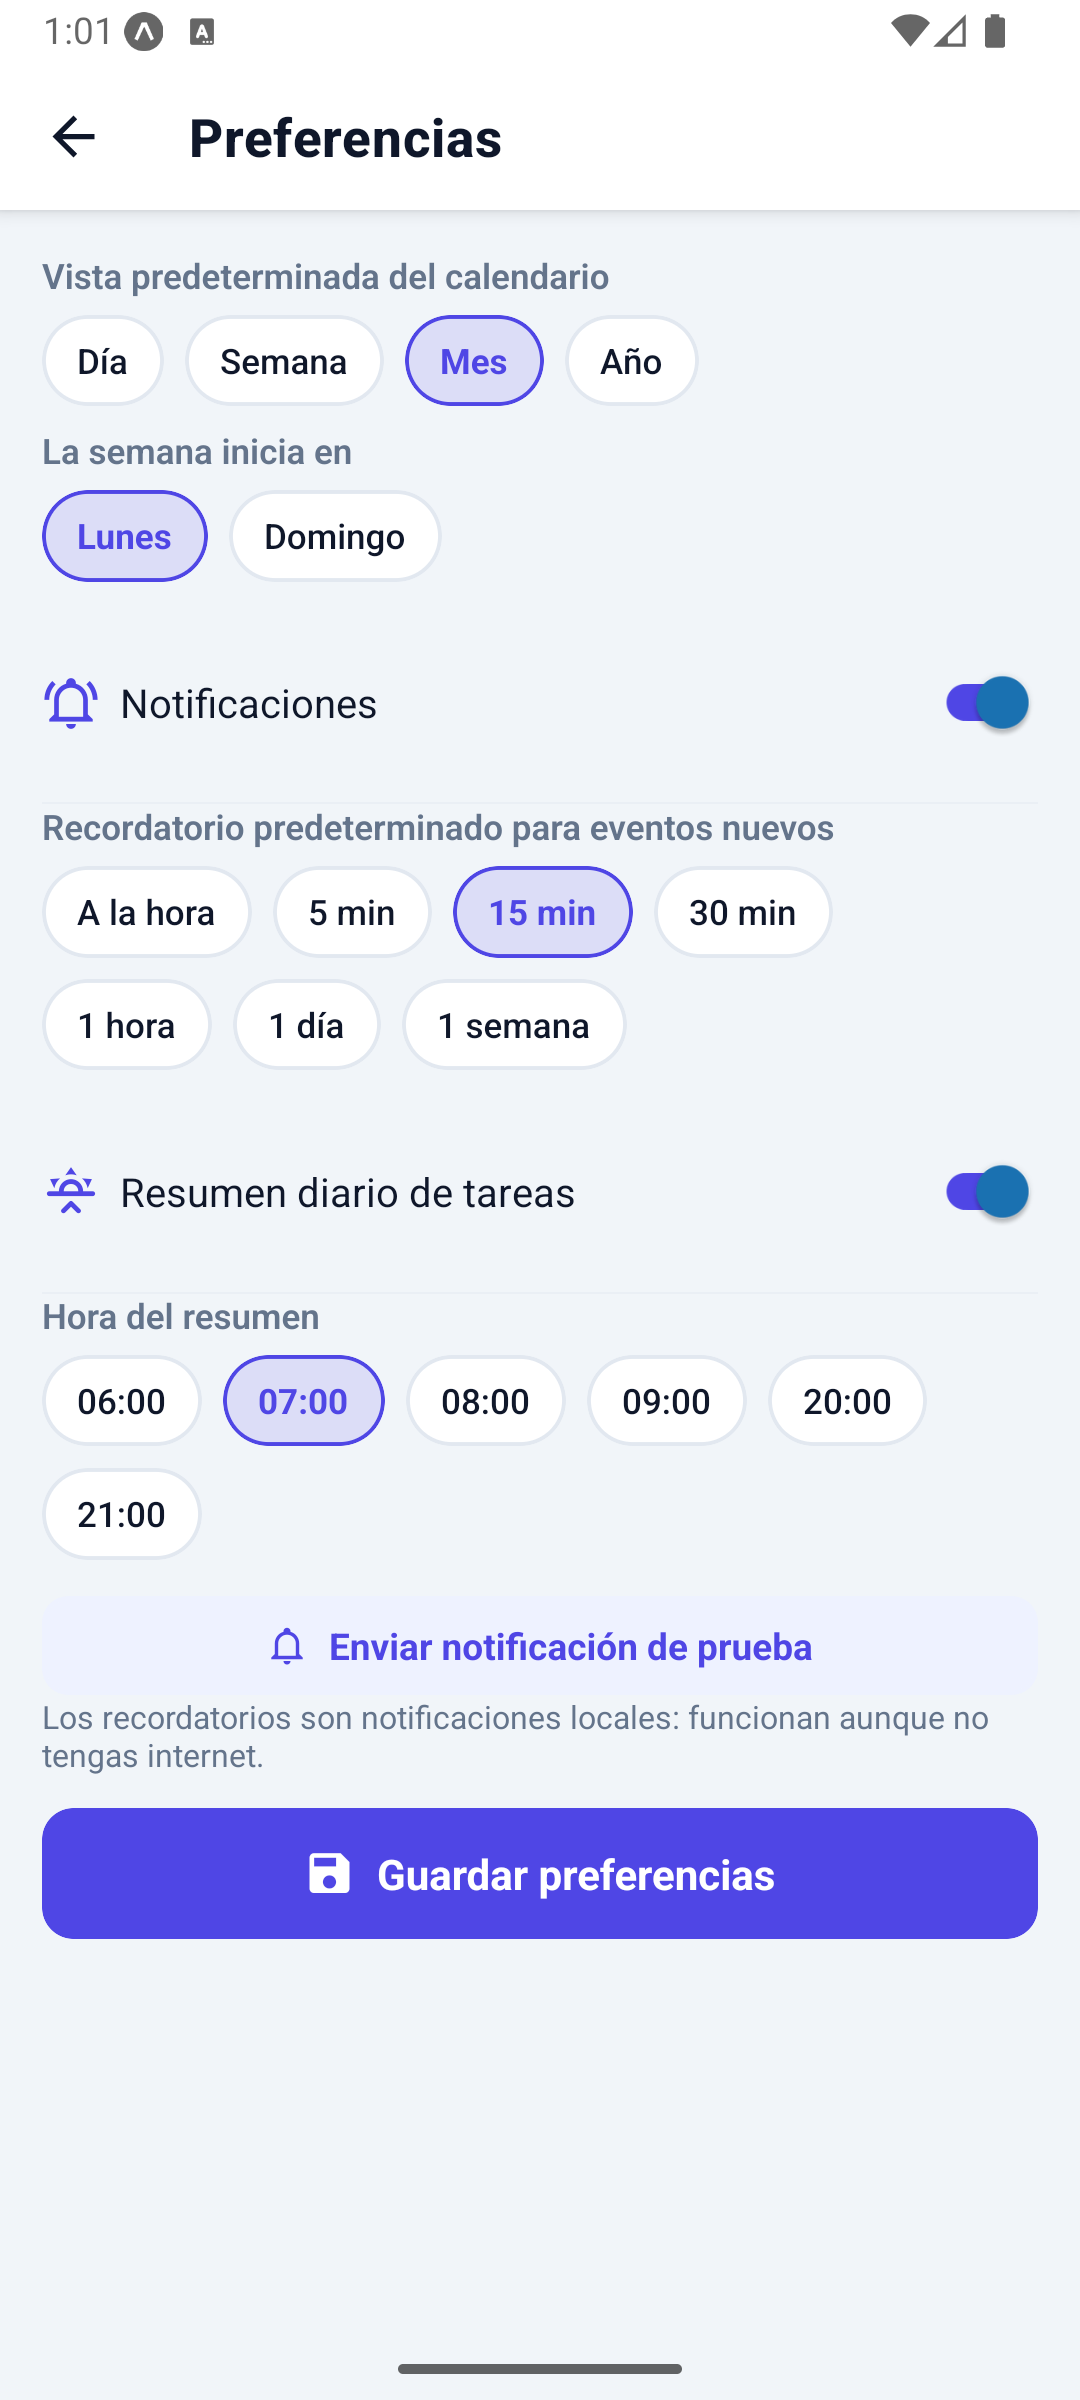 1:01
Preferencias
Vista predeterminada del calendario
Día Semana Mes Año
La semana inicia en
Lunes Domingo
Notificaciones
Recordatorio predeterminado para eventos nuevos
A la hora 5 min 15 min 30 min
1 hora 1 día 1 semana
Resumen diario de tareas
Hora del resumen
06:00 07:00 08:00 09:00 20:00
21:00
Enviar notificación de prueba
Los recordatorios son notificaciones locales: funcionan aunque no
tengas internet.
Guardar preferencias